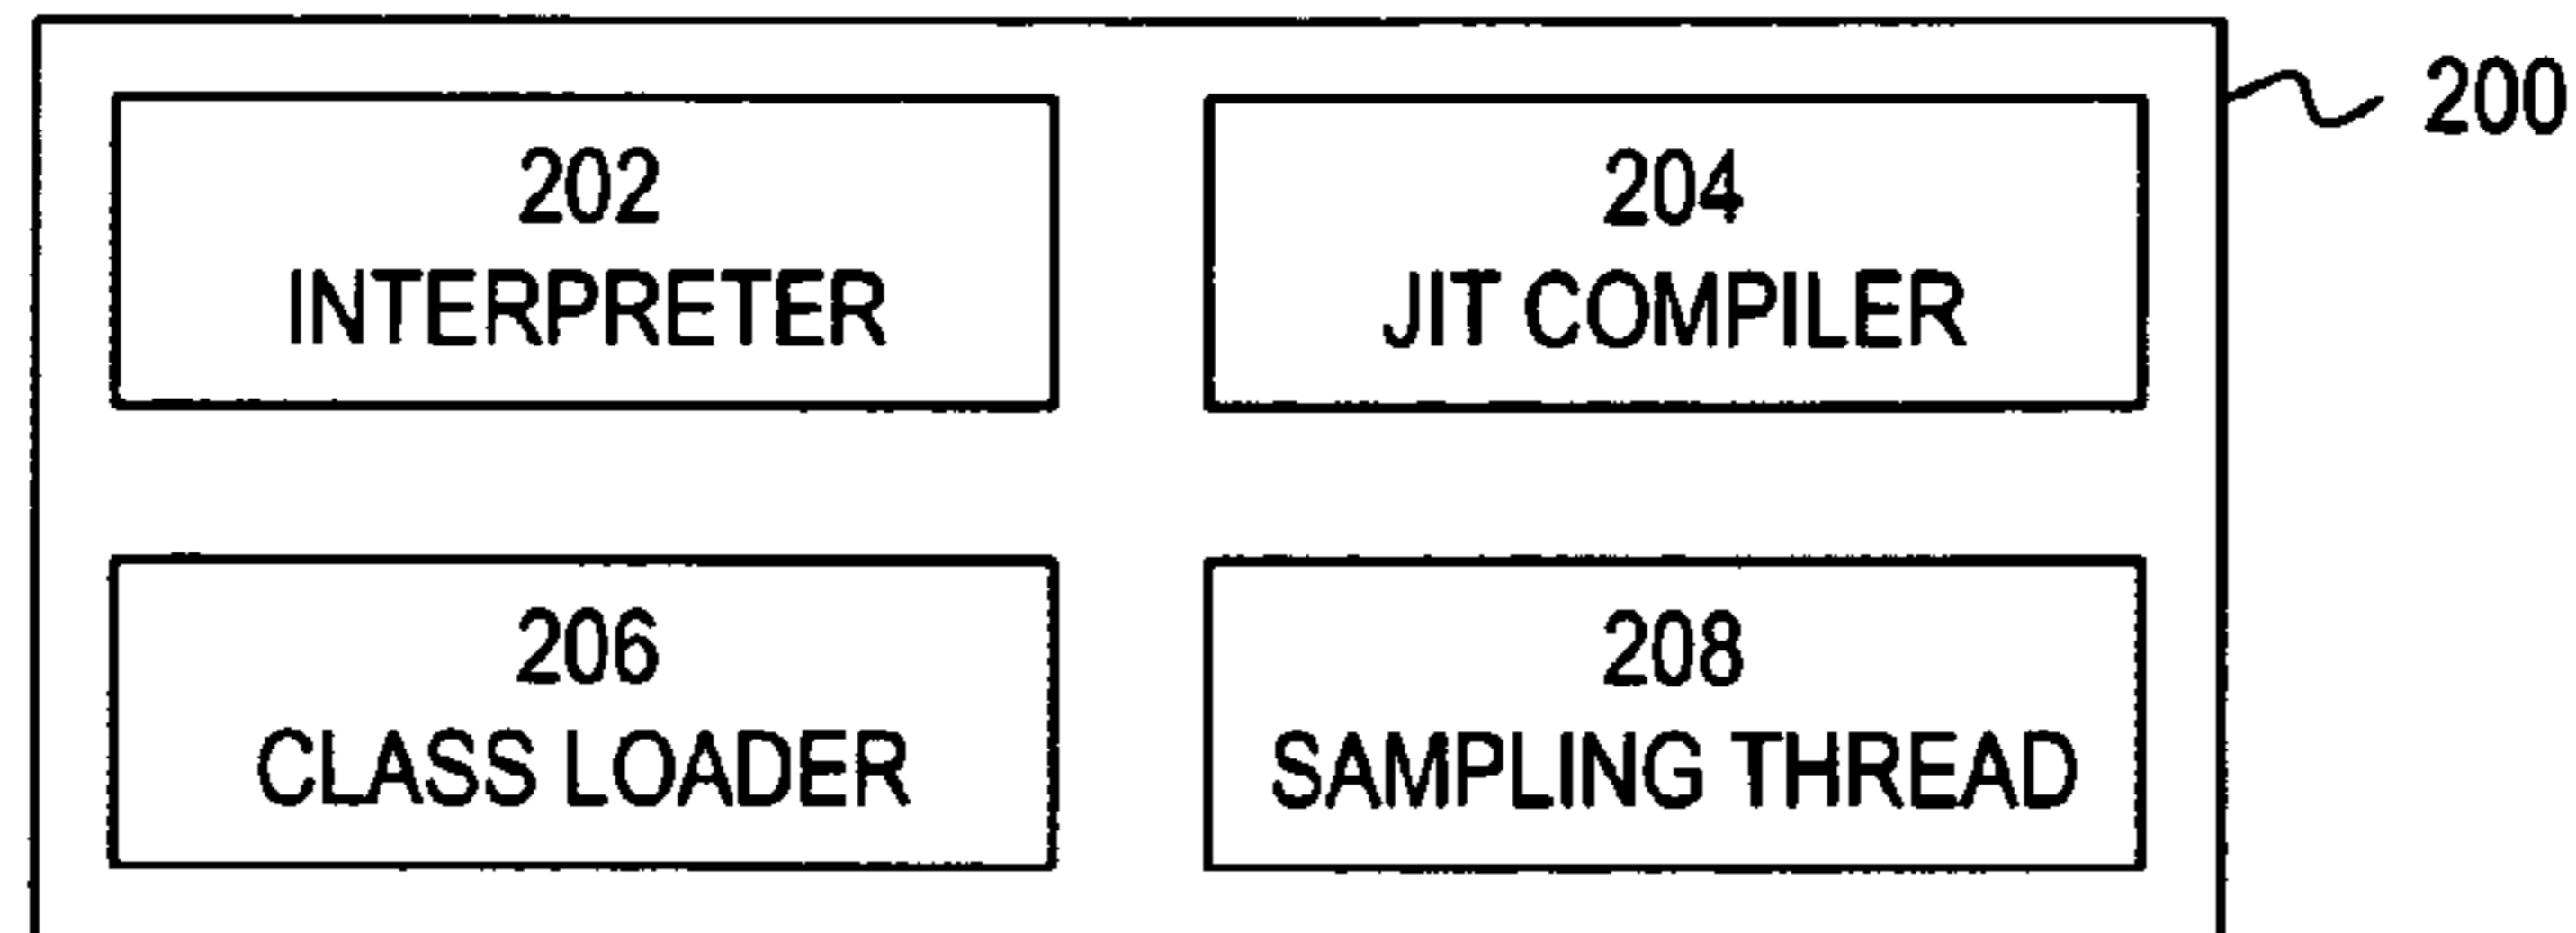 200
202
INTERPRETER
204
JIT COMPILER
206
CLASS LOADER
208
SAMPLING THREAD